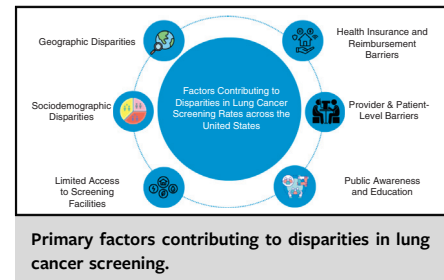 Geographic Disparities
Health Insurance and
Reimbursement
Barriers
Factors Contributing to
Disparities in Lung Cancer
Screening Rates across the
United States
Sociodemographic
Disparities
Provider & Patient-
Level Barriers
Limited Access
to Screening
Facilities
Public Awareness
and Education
Primary factors contributing to disparities in lung
cancer screening.